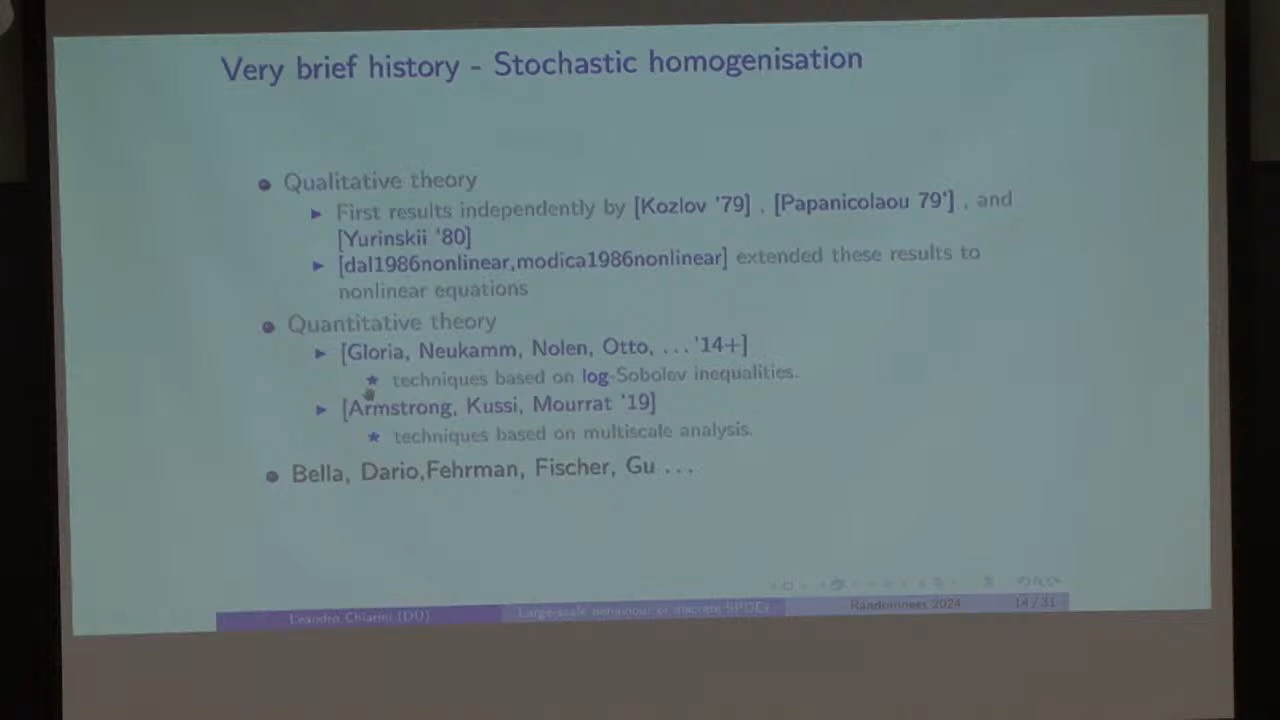 Very brief history - Stochastic homogenisation
Qualitative theory
First results independently by [Kozlov '79] , [Papanicolaou 79'] , and
[Yurinskii '80]
[dal1986nonlinear,modica1986nonlinear] extended these results to
nonlinear equations
Quantitative theory
[Gloria, Neukamm, Nolen, Otto, ...'14+]
techniques based on log-Sobolev inequalities.
[Armstrong, Kussi, Mourrat '19]
techniques based on multiscale analysis.
Bella, Dario,Fehrman, Fischer, Gu ...
Leandro Chiarini (DU) Large-scale behaviour of discrete SPDEs Randomness 2024 14 / 31